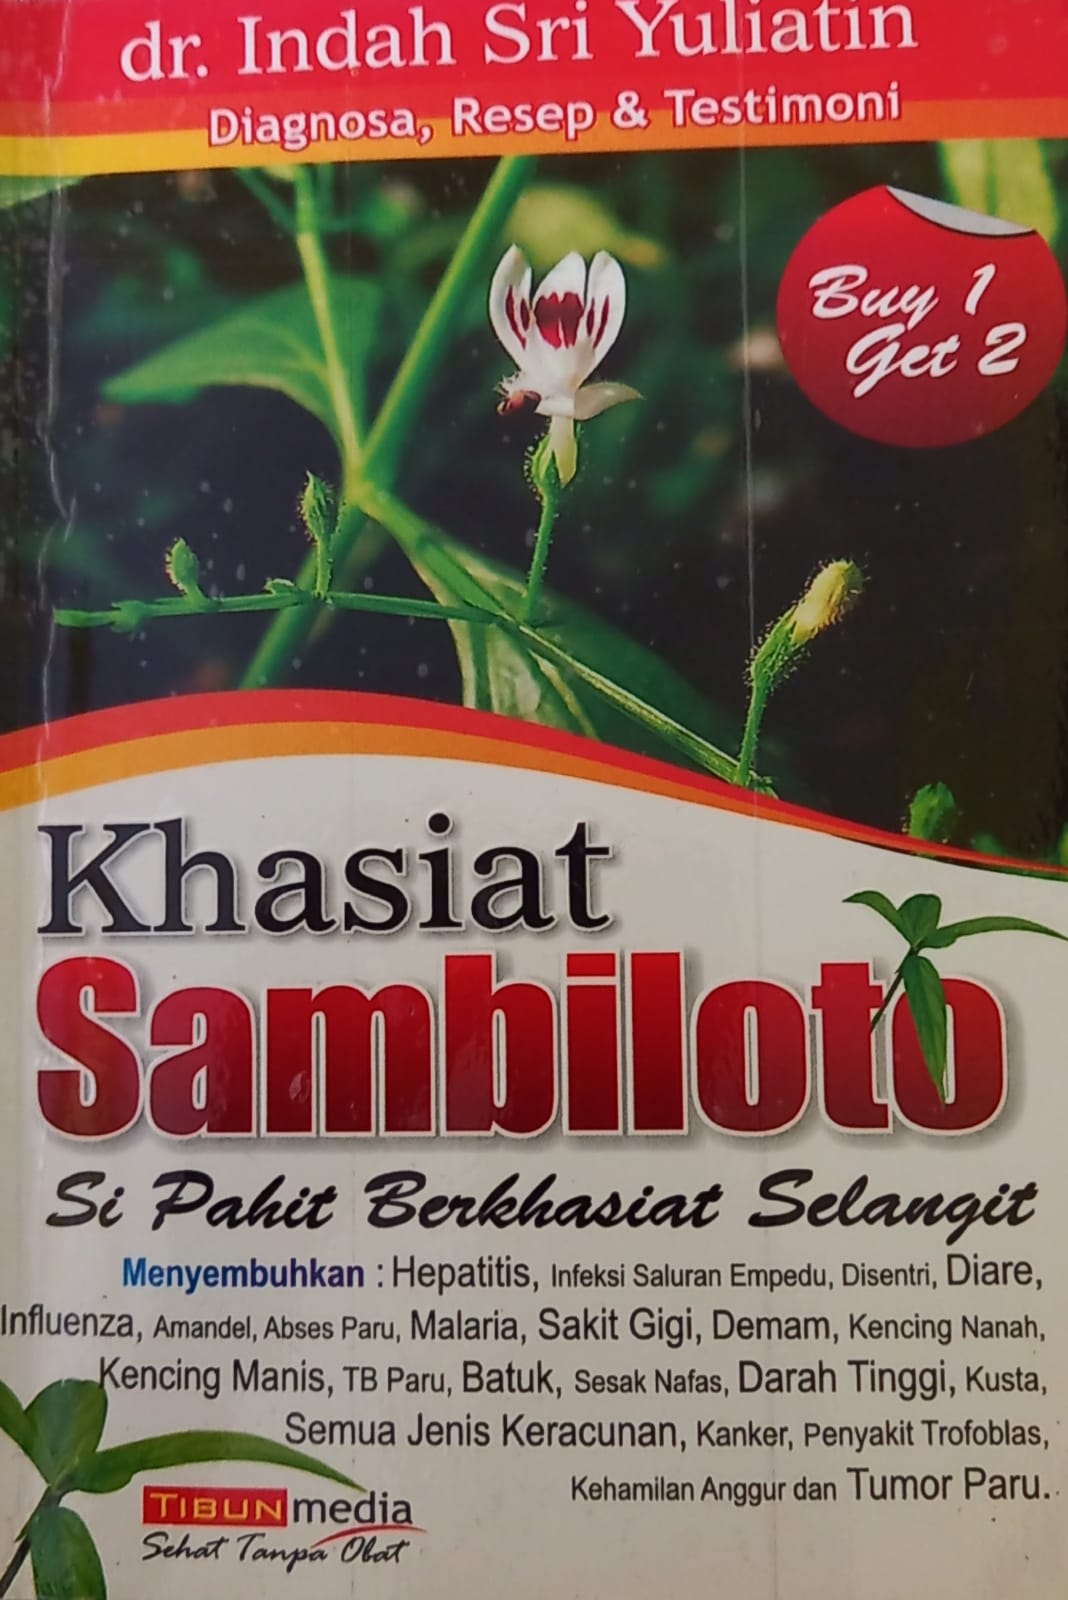 dr. Indah Sri Yuliatin
Diagnosa, Resep & Testimoni
Buy 1
Get 2
Khasiat
Sambiloto
Si Pahit Berkhasiat Selangit
Menyembuhkan : Hepatitis, Infeksi Saluran Empedu, Disentri, Diare,
Influenza, Amandel, Abses Paru, Malaria, Sakit Gigi, Demam, Kencing Nanah,
Kencing Manis, TB Paru, Batuk, Sesak Nafas, Darah Tinggi, Kusta,
Semua Jenis Keracunan, Kanker, Penyakit Trofoblas,
Kehamilan Anggur dan Tumor Paru..
TIBUNmedia
Sehat Tanpa Obat